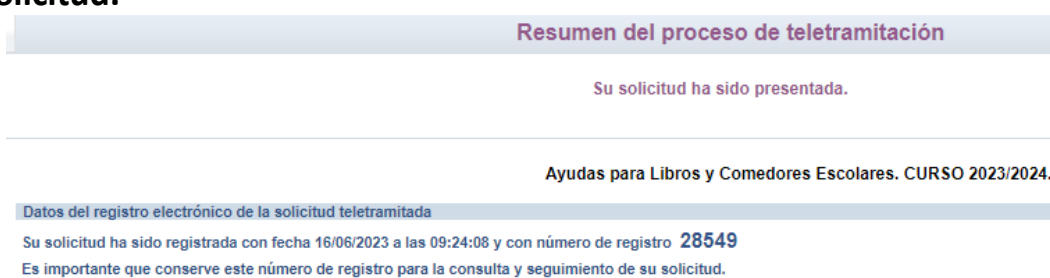 Resumen del proceso de teletramitación
Su solicitud ha sido presentada.
Ayudas para Libros y Comedores Escolares. CURSO 2023/2024.
Datos del registro electrónico de la solicitud teletramitada
Su solicitud ha sido registrada con fecha 16/06/2023 a las 09:24:08 y con número de registro 28549
Es importante que conserve este número de registro para la consulta y seguimiento de su solicitud.